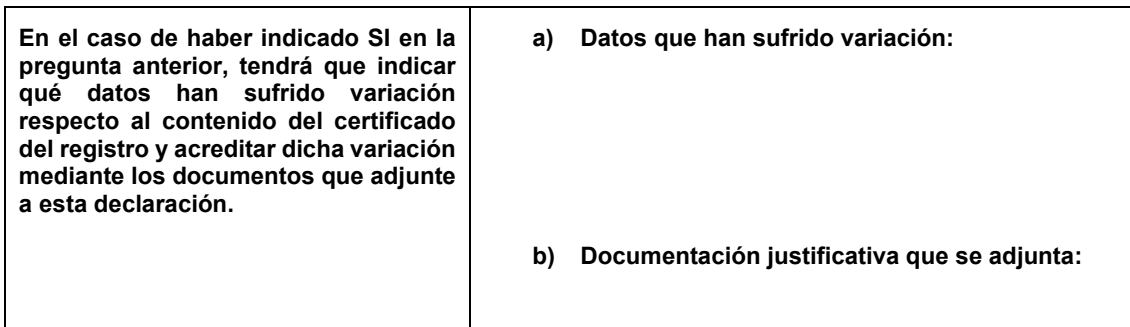 En el caso de haber indicado SI en la
pregunta anterior, tendrá que indicar
qué datos han sufrido variación
respecto al contenido del certificado
del registro y acreditar dicha variación
mediante los documentos que adjunte
a esta declaración.
a) Datos que han sufrido variación:
b) Documentación justificativa que se adjunta: